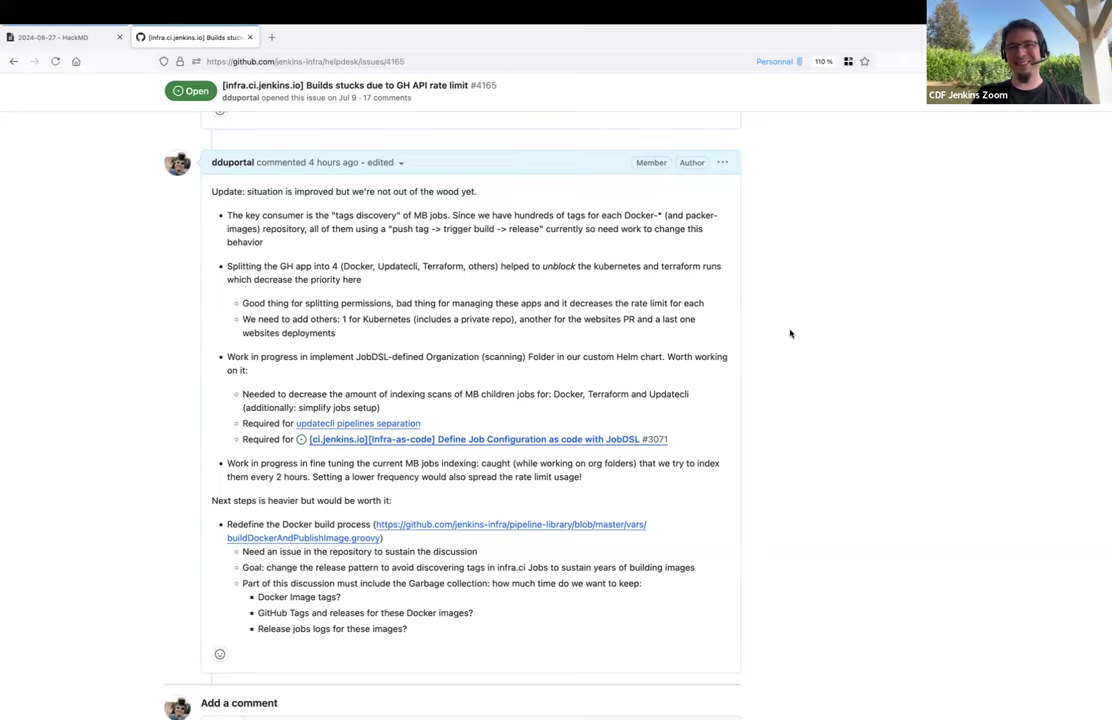 2024-08-27 - HackMD
[infra.ci.jenkins.io] Builds stuc
https://github.com/jenkins-infra/helpdesk/issues/4165
Personnel
110 %
CDF Jenkins Zoom
Open
[infra.ci.jenkins.io] Builds stucks due to GH API rate limit #4165
dduportal opened this issue on Jul 9 · 17 comments
dduportal commented 4 hours ago • edited
Member
Author
Update: situation is improved but we're not out of the wood yet.
• The key consumer is the "tags discovery" of MB jobs. Since we have hundreds of tags for each Docker-* (and packer-
images) repository, all of them using a "push tag -> trigger build -> release" currently so need work to change this
behavior
• Splitting the GH app into 4 (Docker, Updatecli, Terraform, others) helped to unblock the kubernetes and terraform runs
which decrease the priority here
◦ Good thing for splitting permissions, bad thing for managing these apps and it decreases the rate limit for each
◦ We need to add others: 1 for Kubernetes (includes a private repo), another for the websites PR and a last one
websites deployments
• Work in progress in implement JobDSL-defined Organization (scanning) Folder in our custom Helm chart. Worth working
on it:
◦ Needed to decrease the amount of indexing scans of MB children jobs for: Docker, Terraform and Updatecli
(additionally: simplify jobs setup)
◦ Required for updatecli pipelines separation
◦ Required for [ci.jenkins.io][Infra-as-code] Define Job Configuration as code with JobDSL #3071
• Work in progress in fine tuning the current MB jobs indexing: caught (while working on org folders) that we try to index
them every 2 hours. Setting a lower frequency would also spread the rate limit usage!
Next steps is heavier but would be worth it:
• Redefine the Docker build process (https://github.com/jenkins-infra/pipeline-library/blob/master/vars/
buildDockerAndPublishImage.groovy)
◦ Need an issue in the repository to sustain the discussion
◦ Goal: change the release pattern to avoid discovering tags in infra.ci Jobs to sustain years of building images
◦ Part of this discussion must include the Garbage collection: how much time do we want to keep:
▪ Docker Image tags?
▪ GitHub Tags and releases for these Docker images?
▪ Release jobs logs for these images?
Add a comment